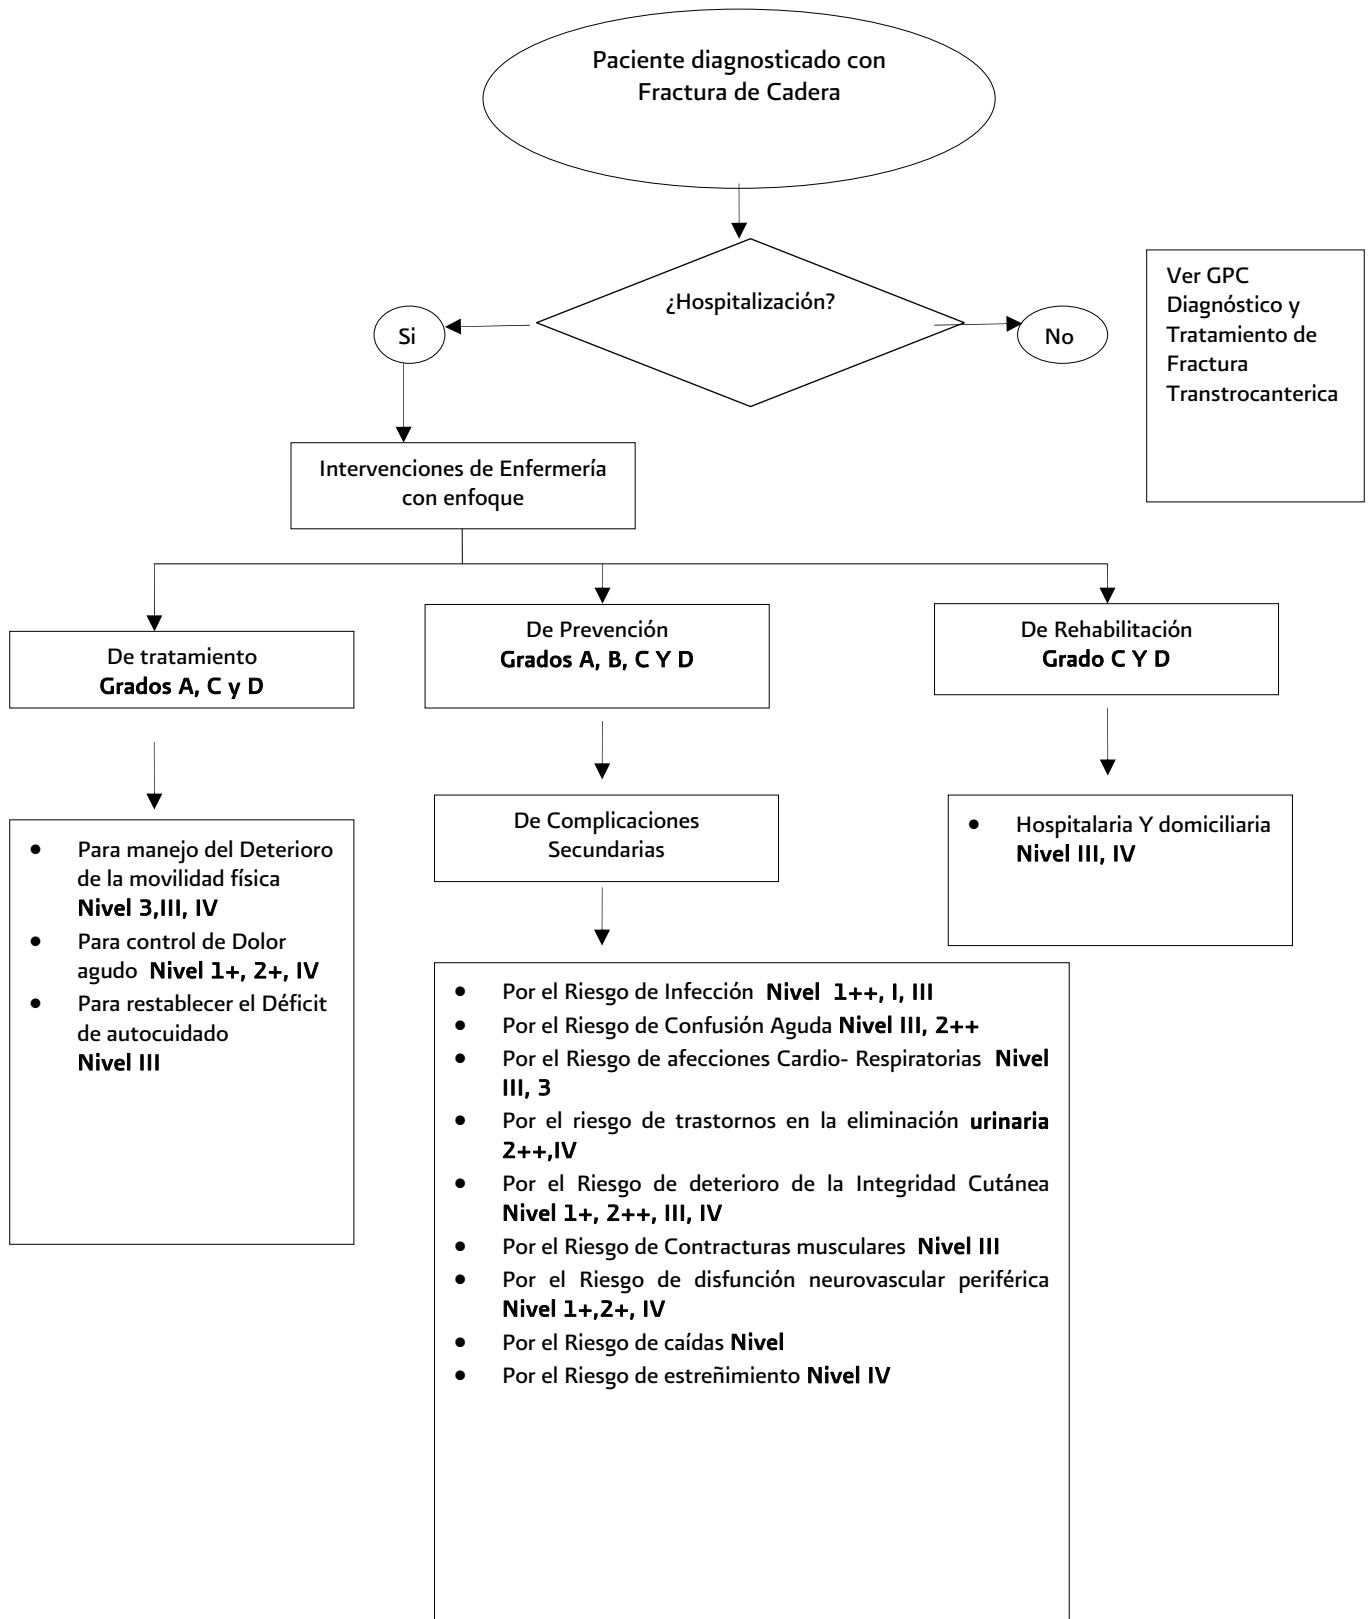 Paciente diagnosticado con
Fractura de Cadera
¿Hospitalización?
Si
No
Ver GPC
Diagnóstico y
Tratamiento de
Fractura
Transtrocanterica
Intervenciones de Enfermería
con enfoque
De tratamiento
Grados A, C y D
De Prevención
Grados A, B, C Y D
De Rehabilitación
Grado C Y D
• Para manejo del Deterioro
de la movilidad física
Nivel 3,III, IV
• Para control de Dolor
agudo Nivel 1+, 2+, IV
• Para restablecer el Déficit
de autocuidado
Nivel III
De Complicaciones
Secundarias
• Hospitalaria Y domiciliaria
Nivel III, IV
• Por el Riesgo de Infección Nivel 1++, I, III
• Por el Riesgo de Confusión Aguda Nivel III, 2++
• Por el Riesgo de afecciones Cardio- Respiratorias Nivel
III, 3
• Por el riesgo de trastornos en la eliminación urinaria
2++,IV
• Por el Riesgo de deterioro de la Integridad Cutánea
Nivel 1+, 2++, III, IV
• Por el Riesgo de Contracturas musculares Nivel III
• Por el Riesgo de disfunción neurovascular periférica
Nivel 1+,2+, IV
• Por el Riesgo de caídas Nivel
• Por el Riesgo de estreñimiento Nivel IV